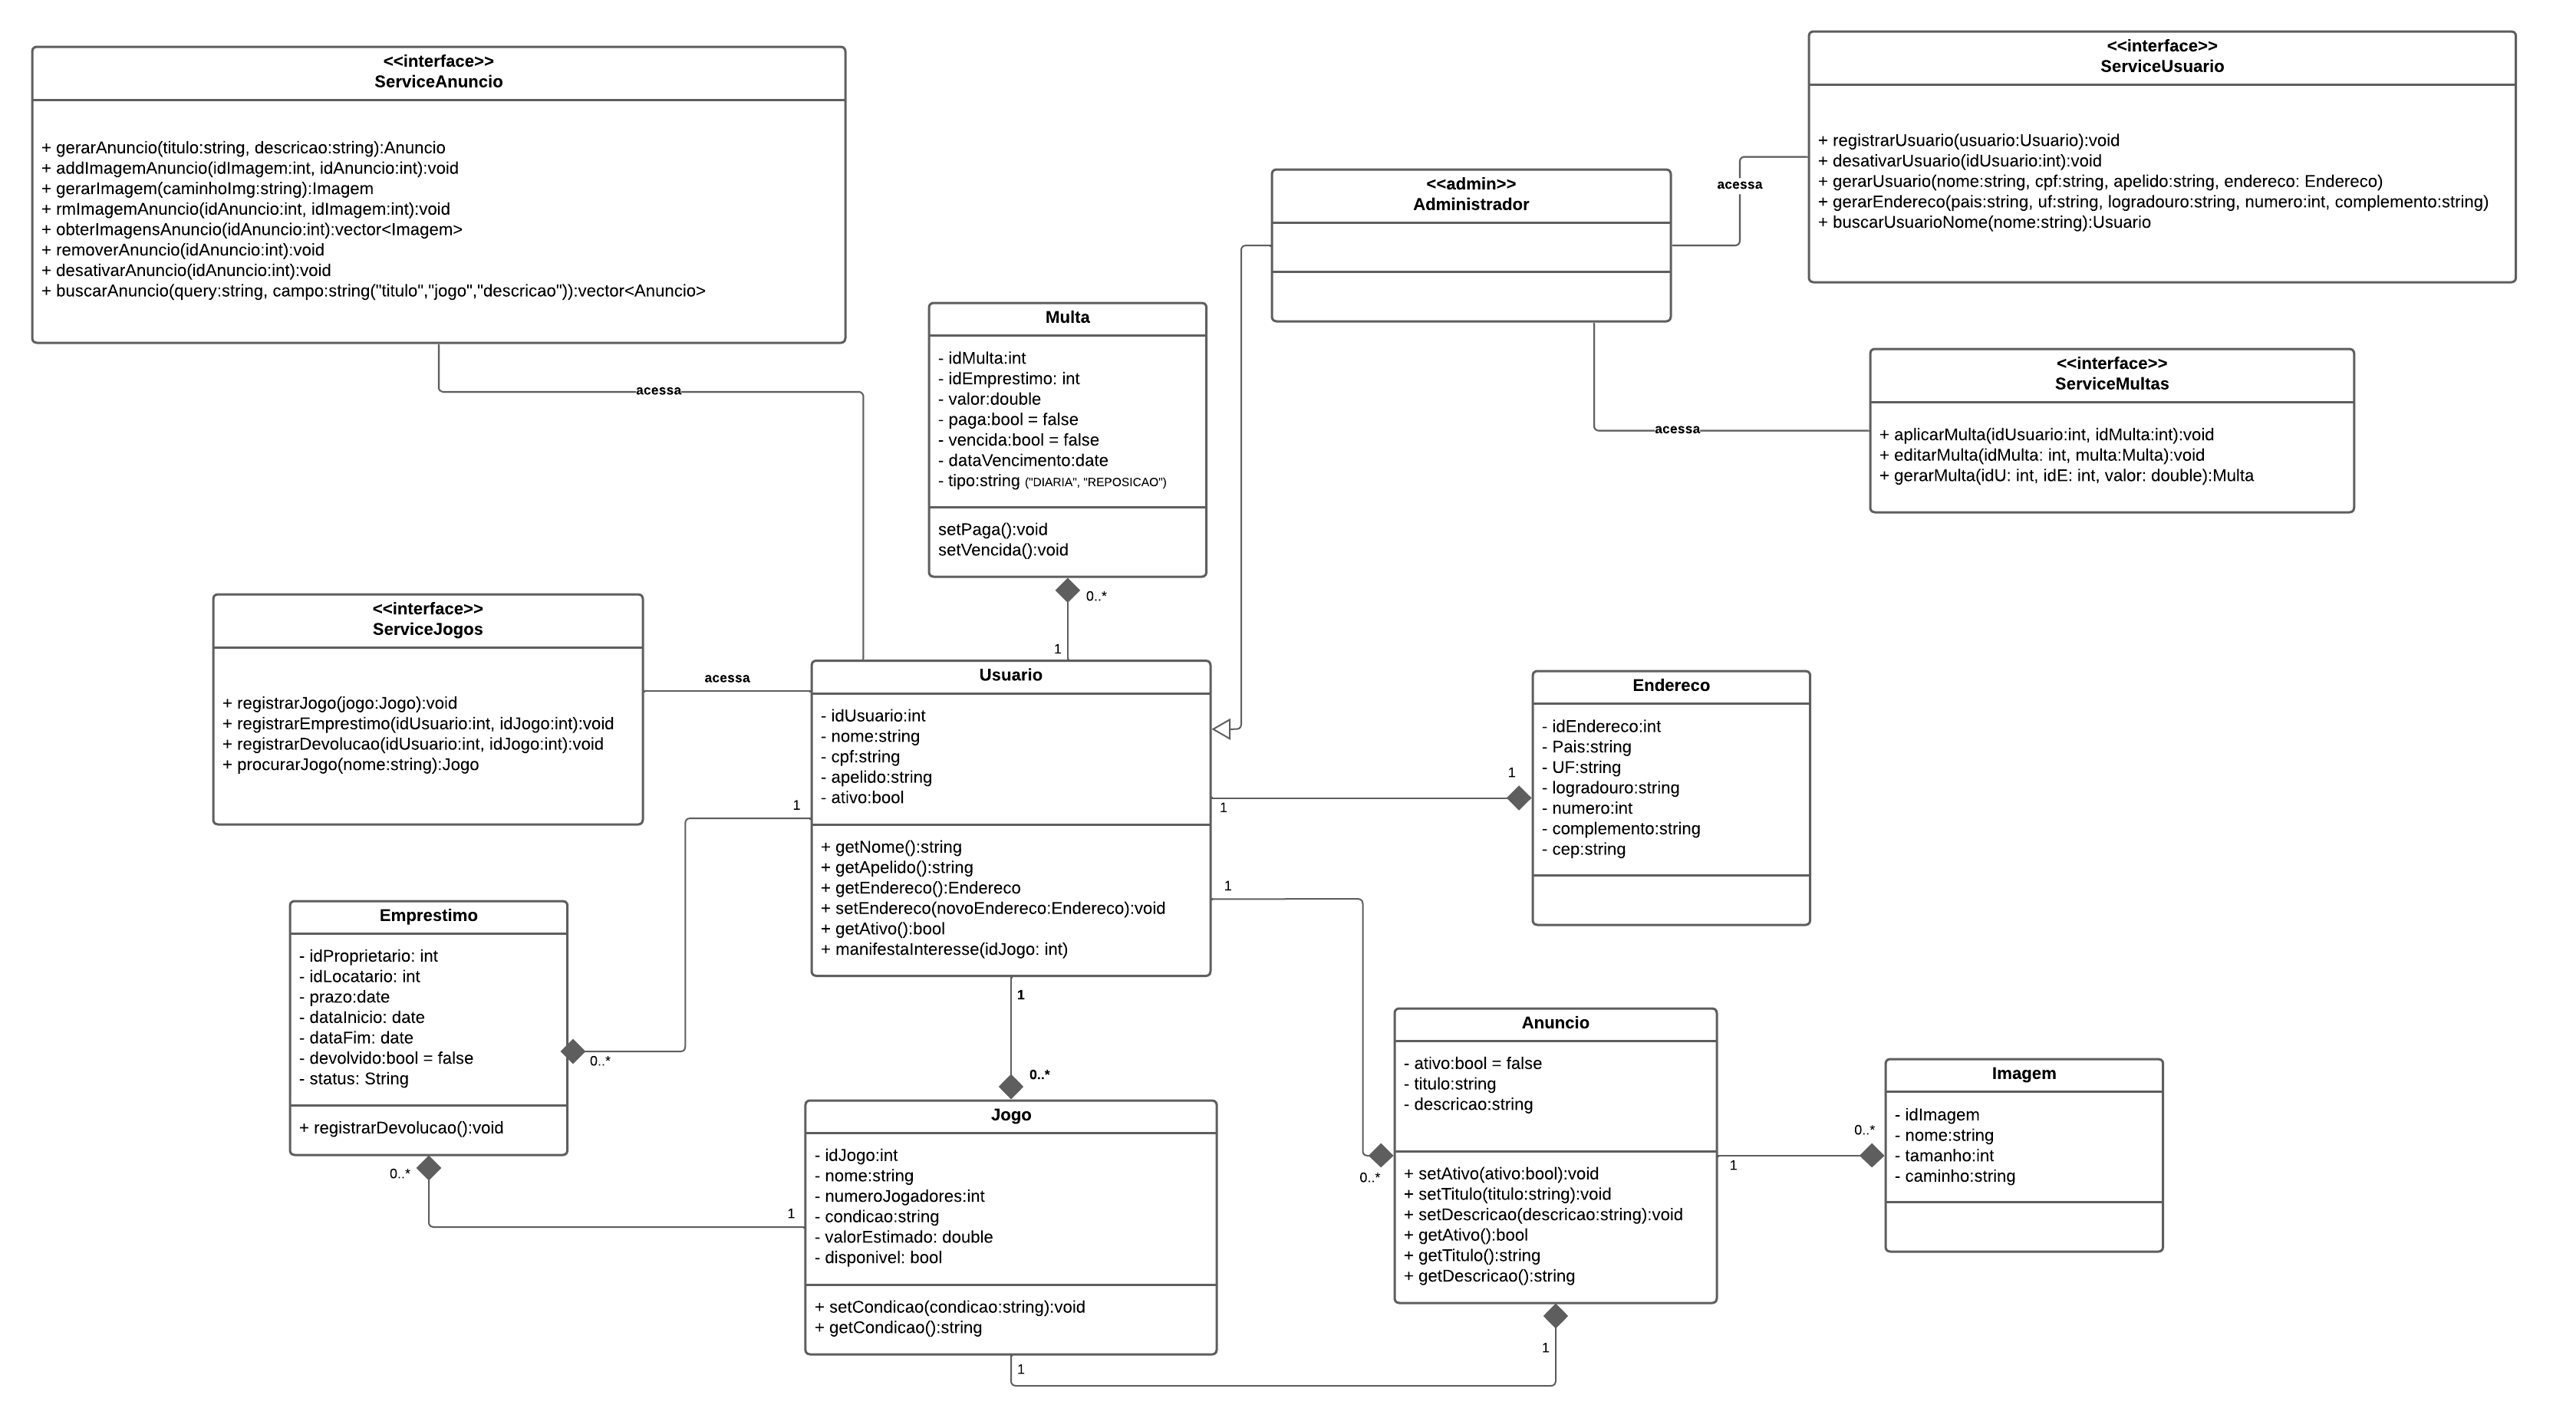 <<interface>>
ServiceAnuncio
+ gerarAnuncio(titulo:string, descricao:string):Anuncio
+ addImagemAnuncio(idImagem:int, idAnuncio:int):void
+ gerarImagem(caminhoImg:string):Imagem
+ rmImagemAnuncio(idAnuncio:int, idImagem:int):void
+ obterImagensAnuncio(idAnuncio:int):vector<Imagem>
+ removerAnuncio(idAnuncio:int):void
+ desativarAnuncio(idAnuncio:int):void
+ buscarAnuncio(query:string, campo:string("titulo","jogo","descricao")):vector<Anuncio>
acessa
<<interface>>
ServiceUsuario
+ registrarUsuario(usuario:Usuario):void
+ desativarUsuario(idUsuario:int):void
+ gerarUsuario(nome:string, cpf:string, apelido:string, endereco: Endereco)
+ gerarEndereco(pais:string, uf:string, logradouro:string, numero:int, complemento:string)
+ buscarUsuarioNome(nome:string):Usuario
acessa
<<admin>>
Administrador
<<interface>>
ServiceMultas
+ aplicarMulta(idUsuario:int, idMulta:int):void
+ editarMulta(idMulta: int, multa:Multa):void
+ gerarMulta(idU: int, idE: int, valor: double):Multa
acessa
Multa
- idMulta:int
- idEmprestimo: int
- valor:double
- paga:bool = false
- vencida:bool = false
- dataVencimento:date
- tipo:string ("DIARIA", "REPOSICAO")
setPaga():void
setVencida():void
0..*
1
<<interface>>
ServiceJogos
+ registrarJogo(jogo:Jogo):void
+ registrarEmprestimo(idUsuario:int, idJogo:int):void
+ registrarDevolucao(idUsuario:int, idJogo:int):void
+ procurarJogo(nome:string):Jogo
acessa
Usuario
- idUsuario:int
- nome:string
- cpf:string
- apelido:string
- ativo:bool
+ getNome():string
+ getApelido():string
+ getEndereco():Endereco
+ setEndereco(novoEndereco:Endereco):void
+ getAtivo():bool
+ manifestaInteresse(idJogo: int)
1
1
1
1
Endereco
- idEndereco:int
- Pais:string
- UF:string
- logradouro:string
- numero:int
- complemento:string
- cep:string
1
Emprestimo
- idProprietario: int
- idLocatario: int
- prazo:date
- dataInicio: date
- dataFim: date
- devolvido:bool = false
- status: String
+ registrarDevolucao():void
0..*
0..*
0..*
Jogo
- idJogo:int
- nome:string
- numeroJogadores:int
- condicao:string
- valorEstimado: double
- disponivel: bool
+ setCondicao(condicao:string):void
+ getCondicao():string
1
1
Anuncio
- ativo:bool = false
- titulo:string
- descricao:string
+ setAtivo(ativo:bool):void
+ setTitulo(titulo:string):void
+ setDescricao(descricao:string):void
+ getAtivo():bool
+ getTitulo():string
+ getDescricao():string
0..*
1
1
Imagem
- idImagem
- nome:string
- tamanho:int
- caminho:string
0..*